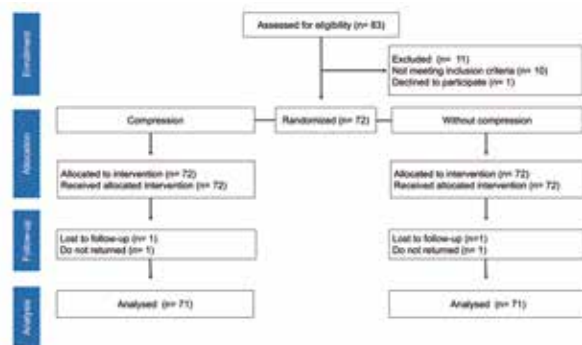 Enrollment
Assessed for eligibility (n= 83)
Excluded (n= 11)
Not meeting inclusion criteria (n= 10)
Declined to participate (n= 1)
Allocation
Compression
Randomized (n= 72)
Without compression
Allocated to intervention (n= 72)
Received allocated intervention (n= 72)
Allocated to intervention (n= 72)
Received allocated intervention (n= 72)
Follow-up
Lost to follow-up (n= 1)
Do not returned (n= 1)
Lost to follow-up (n=1)
Do not returned (n= 1)
Analysis
Analysed (n= 71)
Analysed (n= 71)